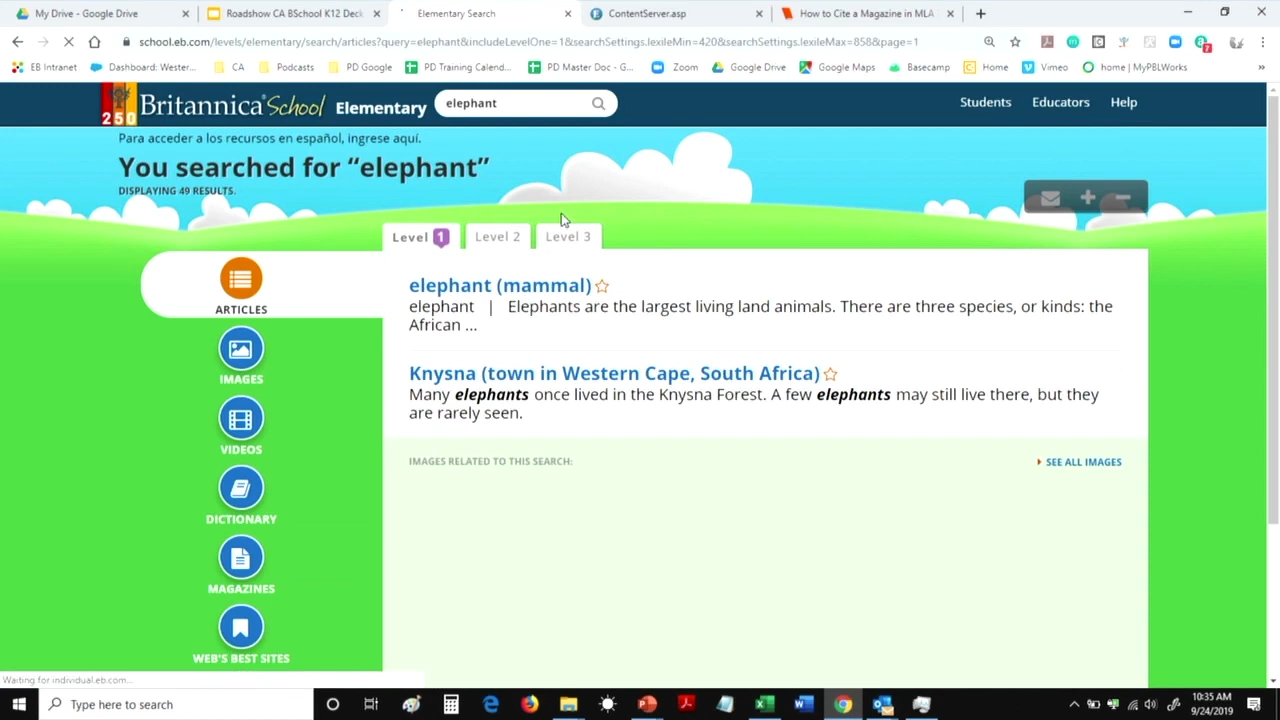 My Drive - Google Drive
Roadshow CA BSchool K12 Deck
Elementary Search
ContentServer.asp
How to Cite a Magazine in MLA
school.eb.com/levels/elementary/search/articles?query=elephant&includeLevelOne=1&searchSettings.lexileMin=420&searchSettings.lexileMax=858&page=1
EB Intranet
Dashboard: Wester...
CA
Podcasts
PD Google
PD Training Calend...
PD Master Doc - G...
Zoom
Google Drive
Google Maps
Basecamp
Home
Vimeo
home | MyPBLWorks
250
Britannica School Elementary
elephant
Students
Educators
Help
Para acceder a los recursos en español, ingrese aquí.
You searched for “elephant”
DISPLAYING 49 RESULTS.
Level 1
Level 2
Level 3
ARTICLES
IMAGES
VIDEOS
DICTIONARY
MAGAZINES
WEB'S BEST SITES
elephant (mammal)
elephant | Elephants are the largest living land animals. There are three species, or kinds: the
African ...
Knysna (town in Western Cape, South Africa)
Many elephants once lived in the Knysna Forest. A few elephants may still live there, but they
are rarely seen.
IMAGES RELATED TO THIS SEARCH:
SEE ALL IMAGES
Waiting for individual.eb.com...
Type here to search
10:35 AM
9/24/2019